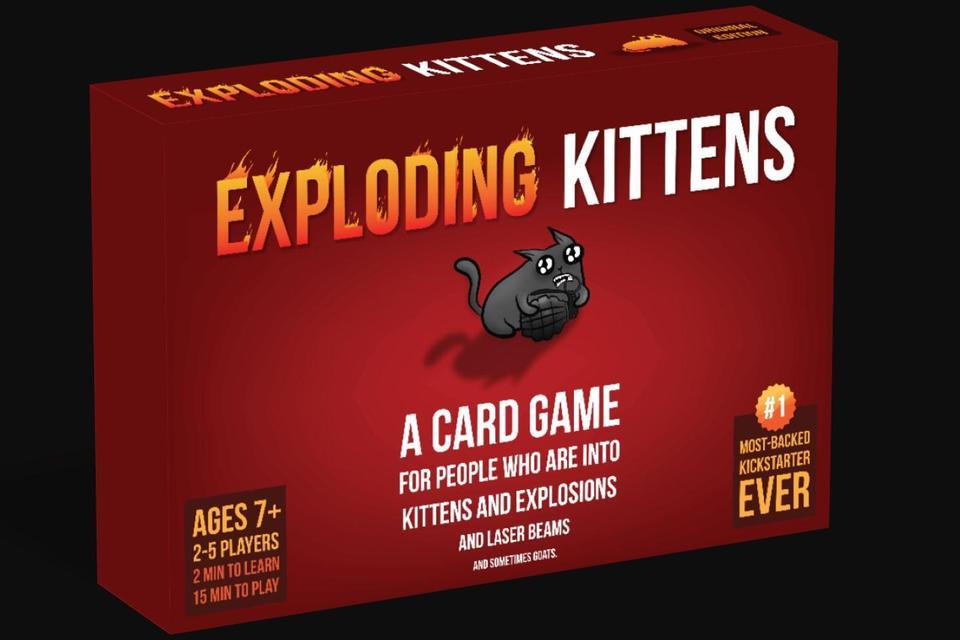 EXPLODING KITTENS
ORIGINAL
EDITION
EXPLODING KITTENS
A CARD GAME
FOR PEOPLE WHO ARE INTO
KITTENS AND EXPLOSIONS
AND LASER BEAMS
AND SOMETIMES GOATS.
AGES 7+
2-5 PLAYERS
2 MIN TO LEARN
15 MIN TO PLAY
#1
MOST-BACKED
KICKSTARTER
EVER